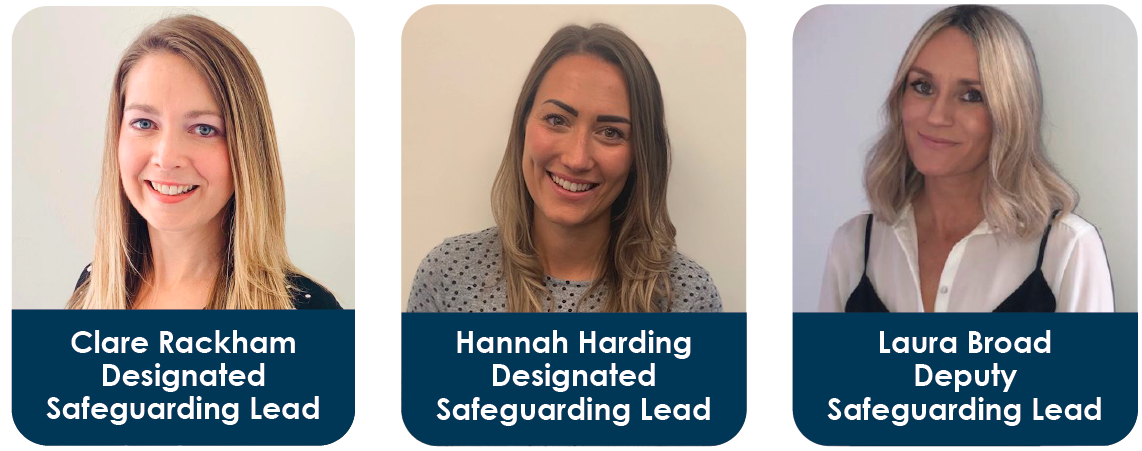 Clare Rackham
Designated
Safeguarding Lead
Hannah Harding
Designated
Safeguarding Lead
Laura Broad
Deputy
Safeguarding Lead